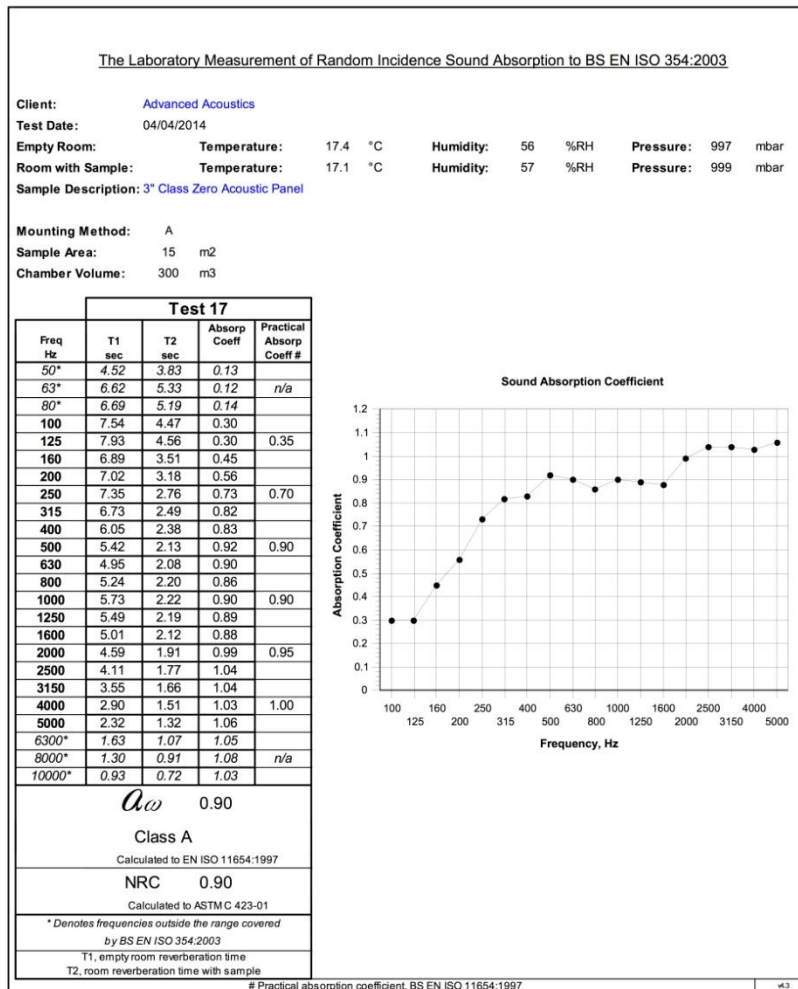 The Laboratory Measurement of Random Incidence Sound Absorption to BS EN ISO 354:2003
Client: Advanced Acoustics
Test Date: 04/04/2014
Empty Room: Temperature: 17.4 °C Humidity: 56 %RH Pressure: 997 mbar
Room with Sample: Temperature: 17.1 °C Humidity: 57 %RH Pressure: 999 mbar
Sample Description: 3" Class Zero Acoustic Panel
Mounting Method: A
Sample Area: 15 m2
Chamber Volume: 300 m3
Test 17
Freq Hz T1 sec T2 sec Absorp Coeff Practical Absorp Coeff #
50* 4.52 3.83 0.13
63* 6.62 5.33 0.12 n/a
80* 6.69 5.19 0.14
100 7.54 4.47 0.30
125 7.93 4.56 0.30 0.35
160 6.89 3.51 0.45
200 7.02 3.18 0.56
250 7.35 2.76 0.73 0.70
315 6.73 2.49 0.82
400 6.05 2.38 0.83
500 5.42 2.13 0.92 0.90
630 4.95 2.08 0.90
800 5.24 2.20 0.86
1000 5.73 2.22 0.90 0.90
1250 5.49 2.19 0.89
1600 5.01 2.12 0.88
2000 4.59 1.91 0.99 0.95
2500 4.11 1.77 1.04
3150 3.55 1.66 1.04
4000 2.90 1.51 1.03 1.00
5000 2.32 1.32 1.06
6300* 1.63 1.07 1.05
8000* 1.30 0.91 1.08 n/a
10000* 0.93 0.72 1.03
αω 0.90
Class A
Calculated to EN ISO 11654:1997
NRC 0.90
Calculated to ASTM C 423-01
* Denotes frequencies outside the range covered
by BS EN ISO 354:2003
T1, empty room reverberation time
T2, room reverberation time with sample
Sound Absorption Coefficient
Absorption Coefficient
1.2
1.1
1
0.9
0.8
0.7
0.6
0.5
0.4
0.3
0.2
0.1
0
100 160 250 400 630 1000 1600 2500 4000
125 200 315 500 800 1250 2000 3150 5000
Frequency, Hz
# Practical absorption coefficient, BS EN ISO 11654:1997
v4.3